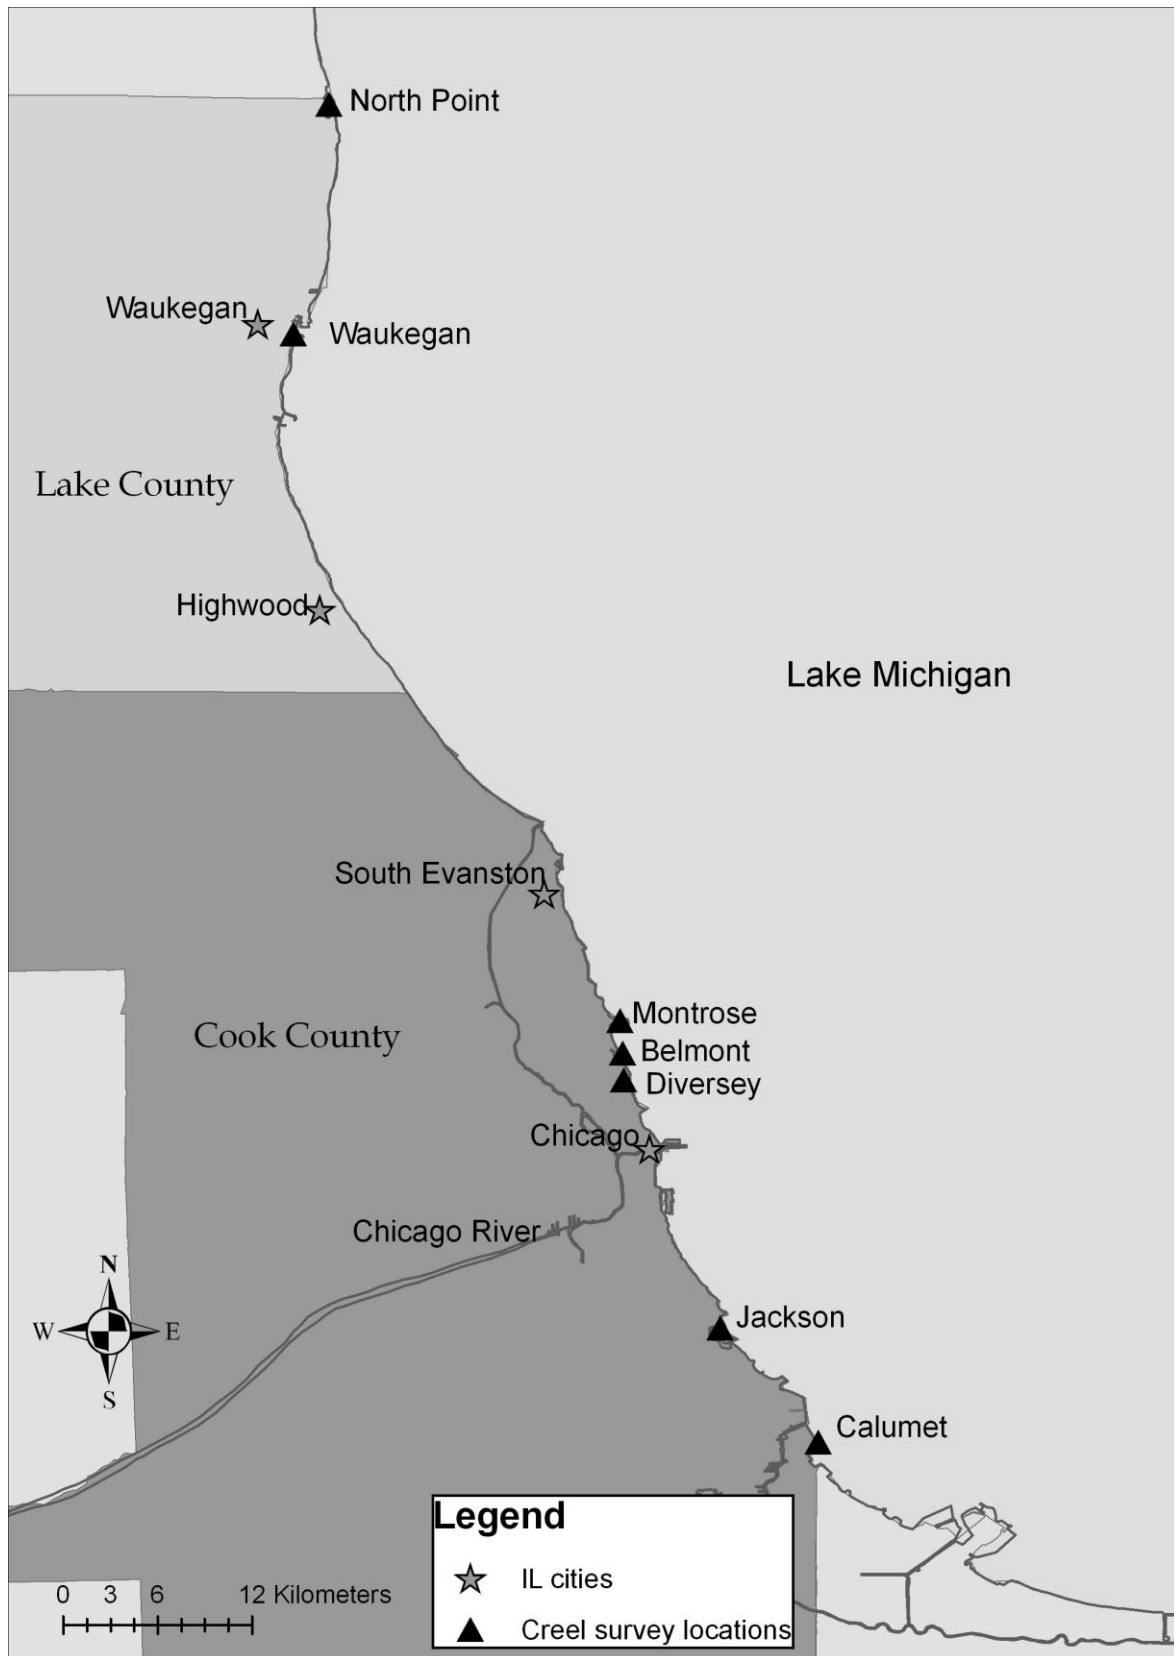 North Point
Waukegan
Waukegan
Lake County
Highwood
Lake Michigan
South Evanston
Montrose
Cook County
Belmont
Diversey
Chicago
Chicago River
N
W E
S
Jackson
Calumet
Legend
IL cities
Creel survey locations
0 3 6 12 Kilometers